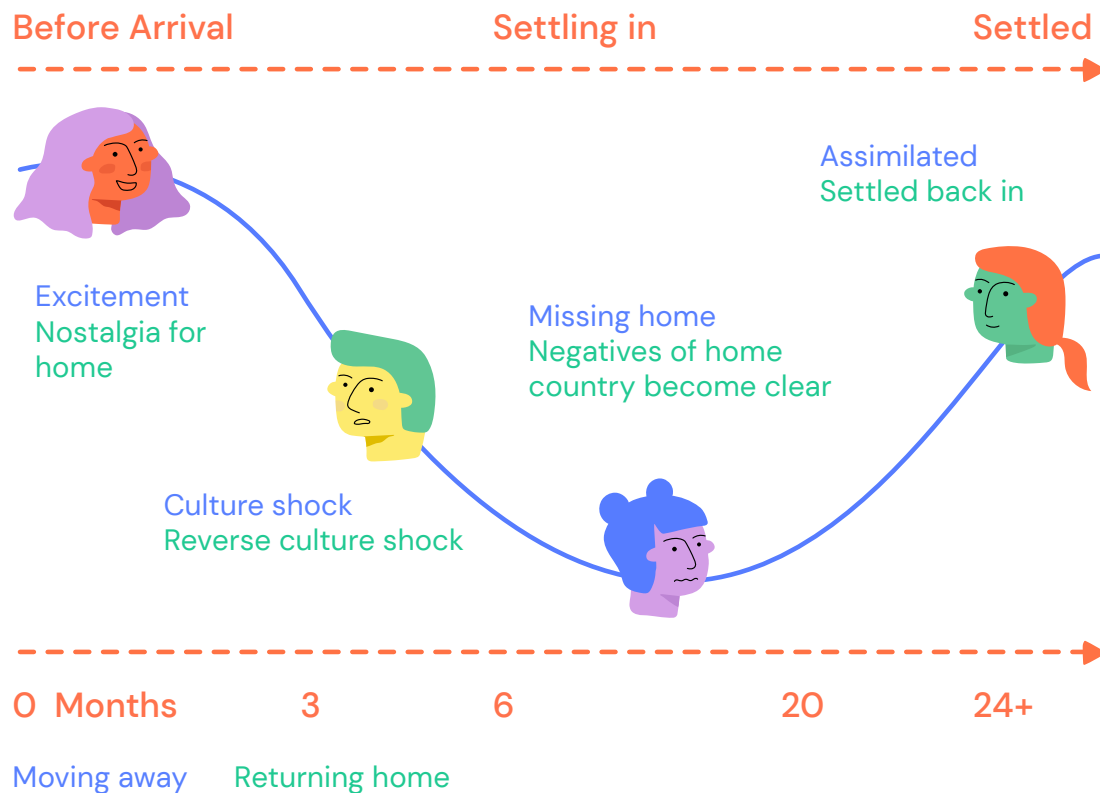 Before Arrival
Settling in
Settled
Assimilated
Settled back in
Excitement
Nostalgia for
home
Missing home
Negatives of home
country become clear
Culture shock
Reverse culture shock
0 Months
3
6
20
24+
Moving away
Returning home